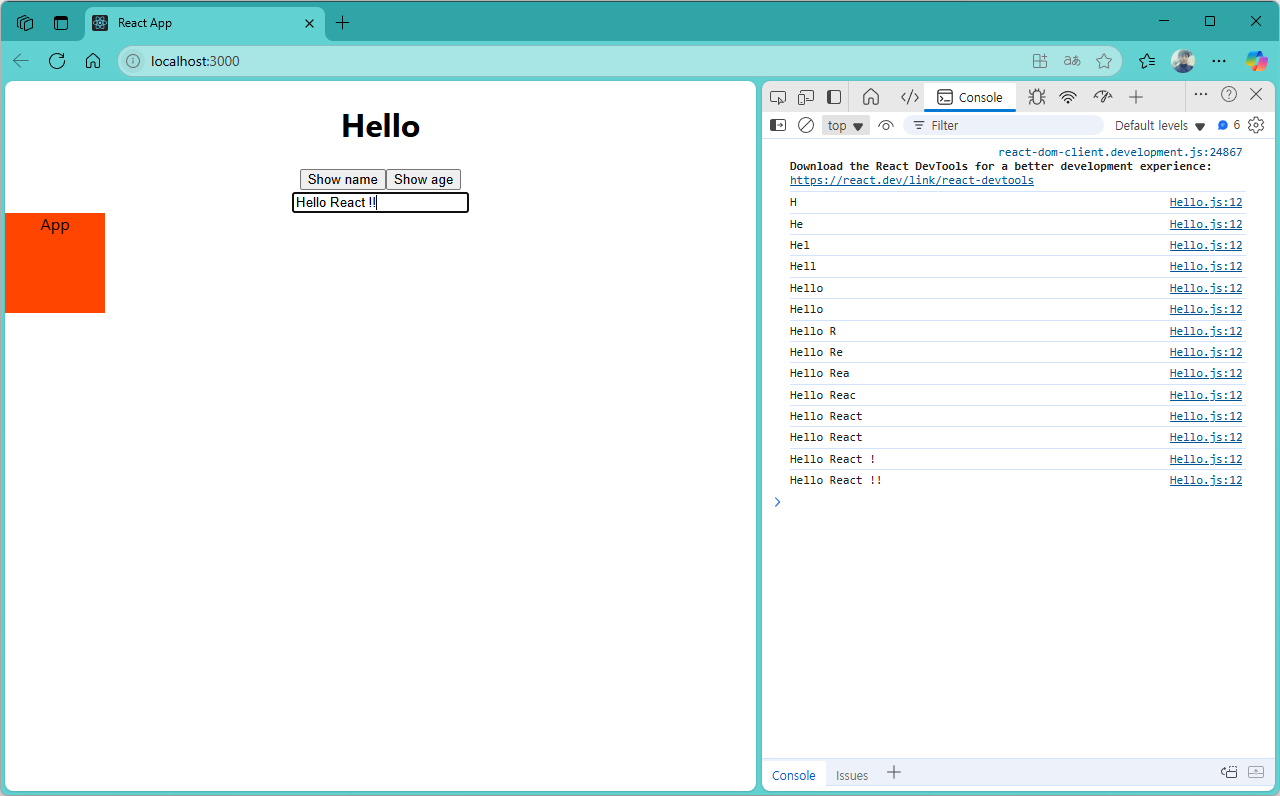 React App
localhost:3000
Hello
Show name Show age
Hello React !!
App
Console
top Filter Default levels 6
react-dom-client.development.js:24867
Download the React DevTools for a better development experience:
https://react.dev/link/react-devtools
H Hello.js:12
He Hello.js:12
Hel Hello.js:12
Hell Hello.js:12
Hello Hello.js:12
Hello Hello.js:12
Hello R Hello.js:12
Hello Re Hello.js:12
Hello Rea Hello.js:12
Hello Reac Hello.js:12
Hello React Hello.js:12
Hello React Hello.js:12
Hello React ! Hello.js:12
Hello React !! Hello.js:12
Console Issues